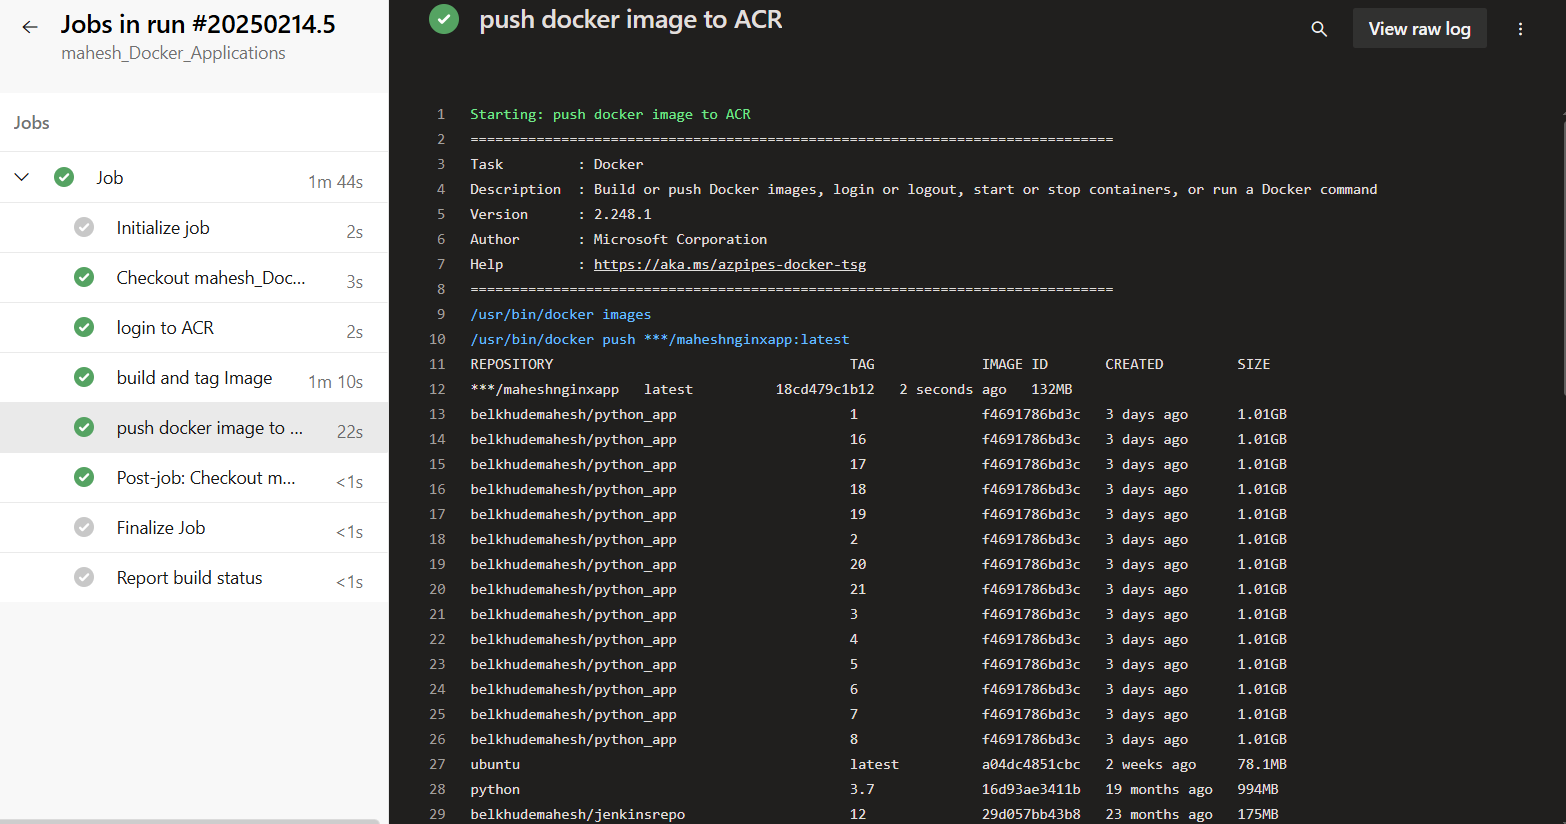 Jobs in run #20250214.5
mahesh_Docker_Applications
Jobs
Job 1m 44s
Initialize job 2s
Checkout mahesh_Doc... 3s
login to ACR 2s
build and tag Image 1m 10s
push docker image to ... 22s
Post-job: Checkout m... <1s
Finalize Job <1s
Report build status <1s
push docker image to ACR
View raw log
1 Starting: push docker image to ACR
2 ==============================================================================
3 Task : Docker
4 Description : Build or push Docker images, login or logout, start or stop containers, or run a Docker command
5 Version : 2.248.1
6 Author : Microsoft Corporation
7 Help : https://aka.ms/azpipes-docker-tsg
8 ==============================================================================
9 /usr/bin/docker images
10 /usr/bin/docker push ***/maheshnginxapp:latest
11 REPOSITORY TAG IMAGE ID CREATED SIZE
12 ***/maheshnginxapp latest 18cd479c1b12 2 seconds ago 132MB
13 belkhudemahesh/python_app 1 f4691786bd3c 3 days ago 1.01GB
14 belkhudemahesh/python_app 16 f4691786bd3c 3 days ago 1.01GB
15 belkhudemahesh/python_app 17 f4691786bd3c 3 days ago 1.01GB
16 belkhudemahesh/python_app 18 f4691786bd3c 3 days ago 1.01GB
17 belkhudemahesh/python_app 19 f4691786bd3c 3 days ago 1.01GB
18 belkhudemahesh/python_app 2 f4691786bd3c 3 days ago 1.01GB
19 belkhudemahesh/python_app 20 f4691786bd3c 3 days ago 1.01GB
20 belkhudemahesh/python_app 21 f4691786bd3c 3 days ago 1.01GB
21 belkhudemahesh/python_app 3 f4691786bd3c 3 days ago 1.01GB
22 belkhudemahesh/python_app 4 f4691786bd3c 3 days ago 1.01GB
23 belkhudemahesh/python_app 5 f4691786bd3c 3 days ago 1.01GB
24 belkhudemahesh/python_app 6 f4691786bd3c 3 days ago 1.01GB
25 belkhudemahesh/python_app 7 f4691786bd3c 3 days ago 1.01GB
26 belkhudemahesh/python_app 8 f4691786bd3c 3 days ago 1.01GB
27 ubuntu latest a04dc4851cbc 2 weeks ago 78.1MB
28 python 3.7 16d93ae3411b 19 months ago 994MB
29 belkhudemahesh/jenkinsrepo 12 29d057bb43b8 23 months ago 175MB